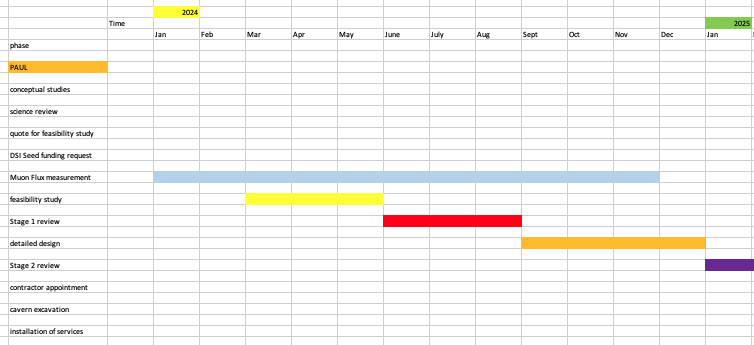 2024
Time 2025
Jan Feb Mar Apr May June July Aug Sept Oct Nov Dec Jan
phase
PAUL
conceptual studies
science review
quote for feasibility study
DSI Seed funding request
Muon Flux measurement
feasibility study
Stage 1 review
detailed design
Stage 2 review
contractor appointment
cavern excavation
installation of services